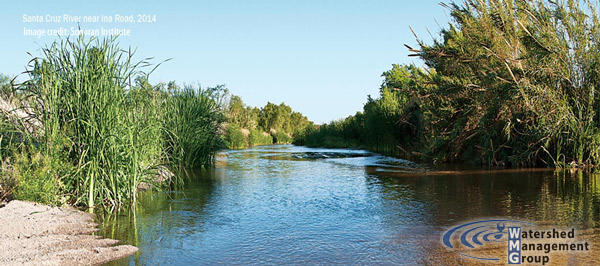 Santa Cruz River near Ina Road, 2014
Image credit: Sonoran Institute
Watershed
Management
Group